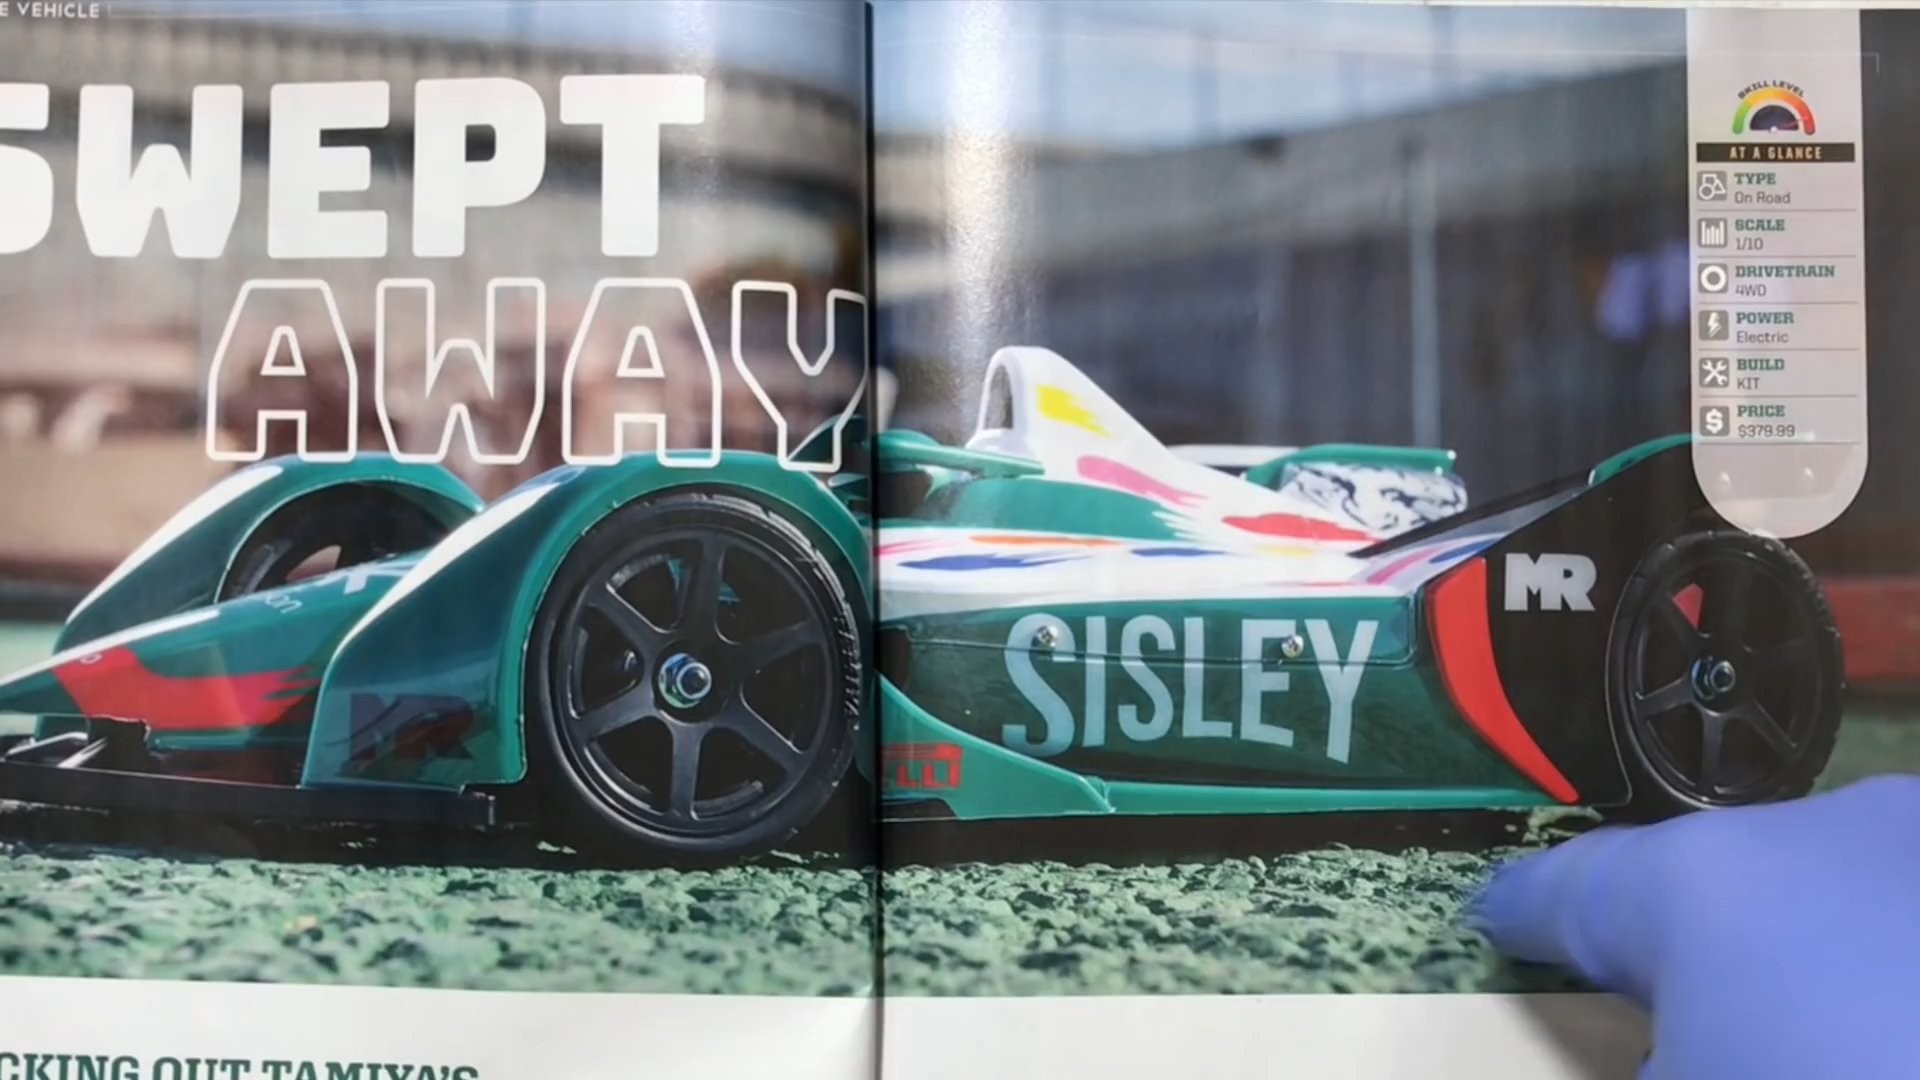 E VEHICLE
SWEPT
AWAY
SKILL LEVEL
AT A GLANCE
TYPE
On Road
SCALE
1/10
DRIVETRAIN
4WD
POWER
Electric
BUILD
KIT
PRICE
$379.99
MR
SISLEY
MR
CKING OUT TAMIYA'S